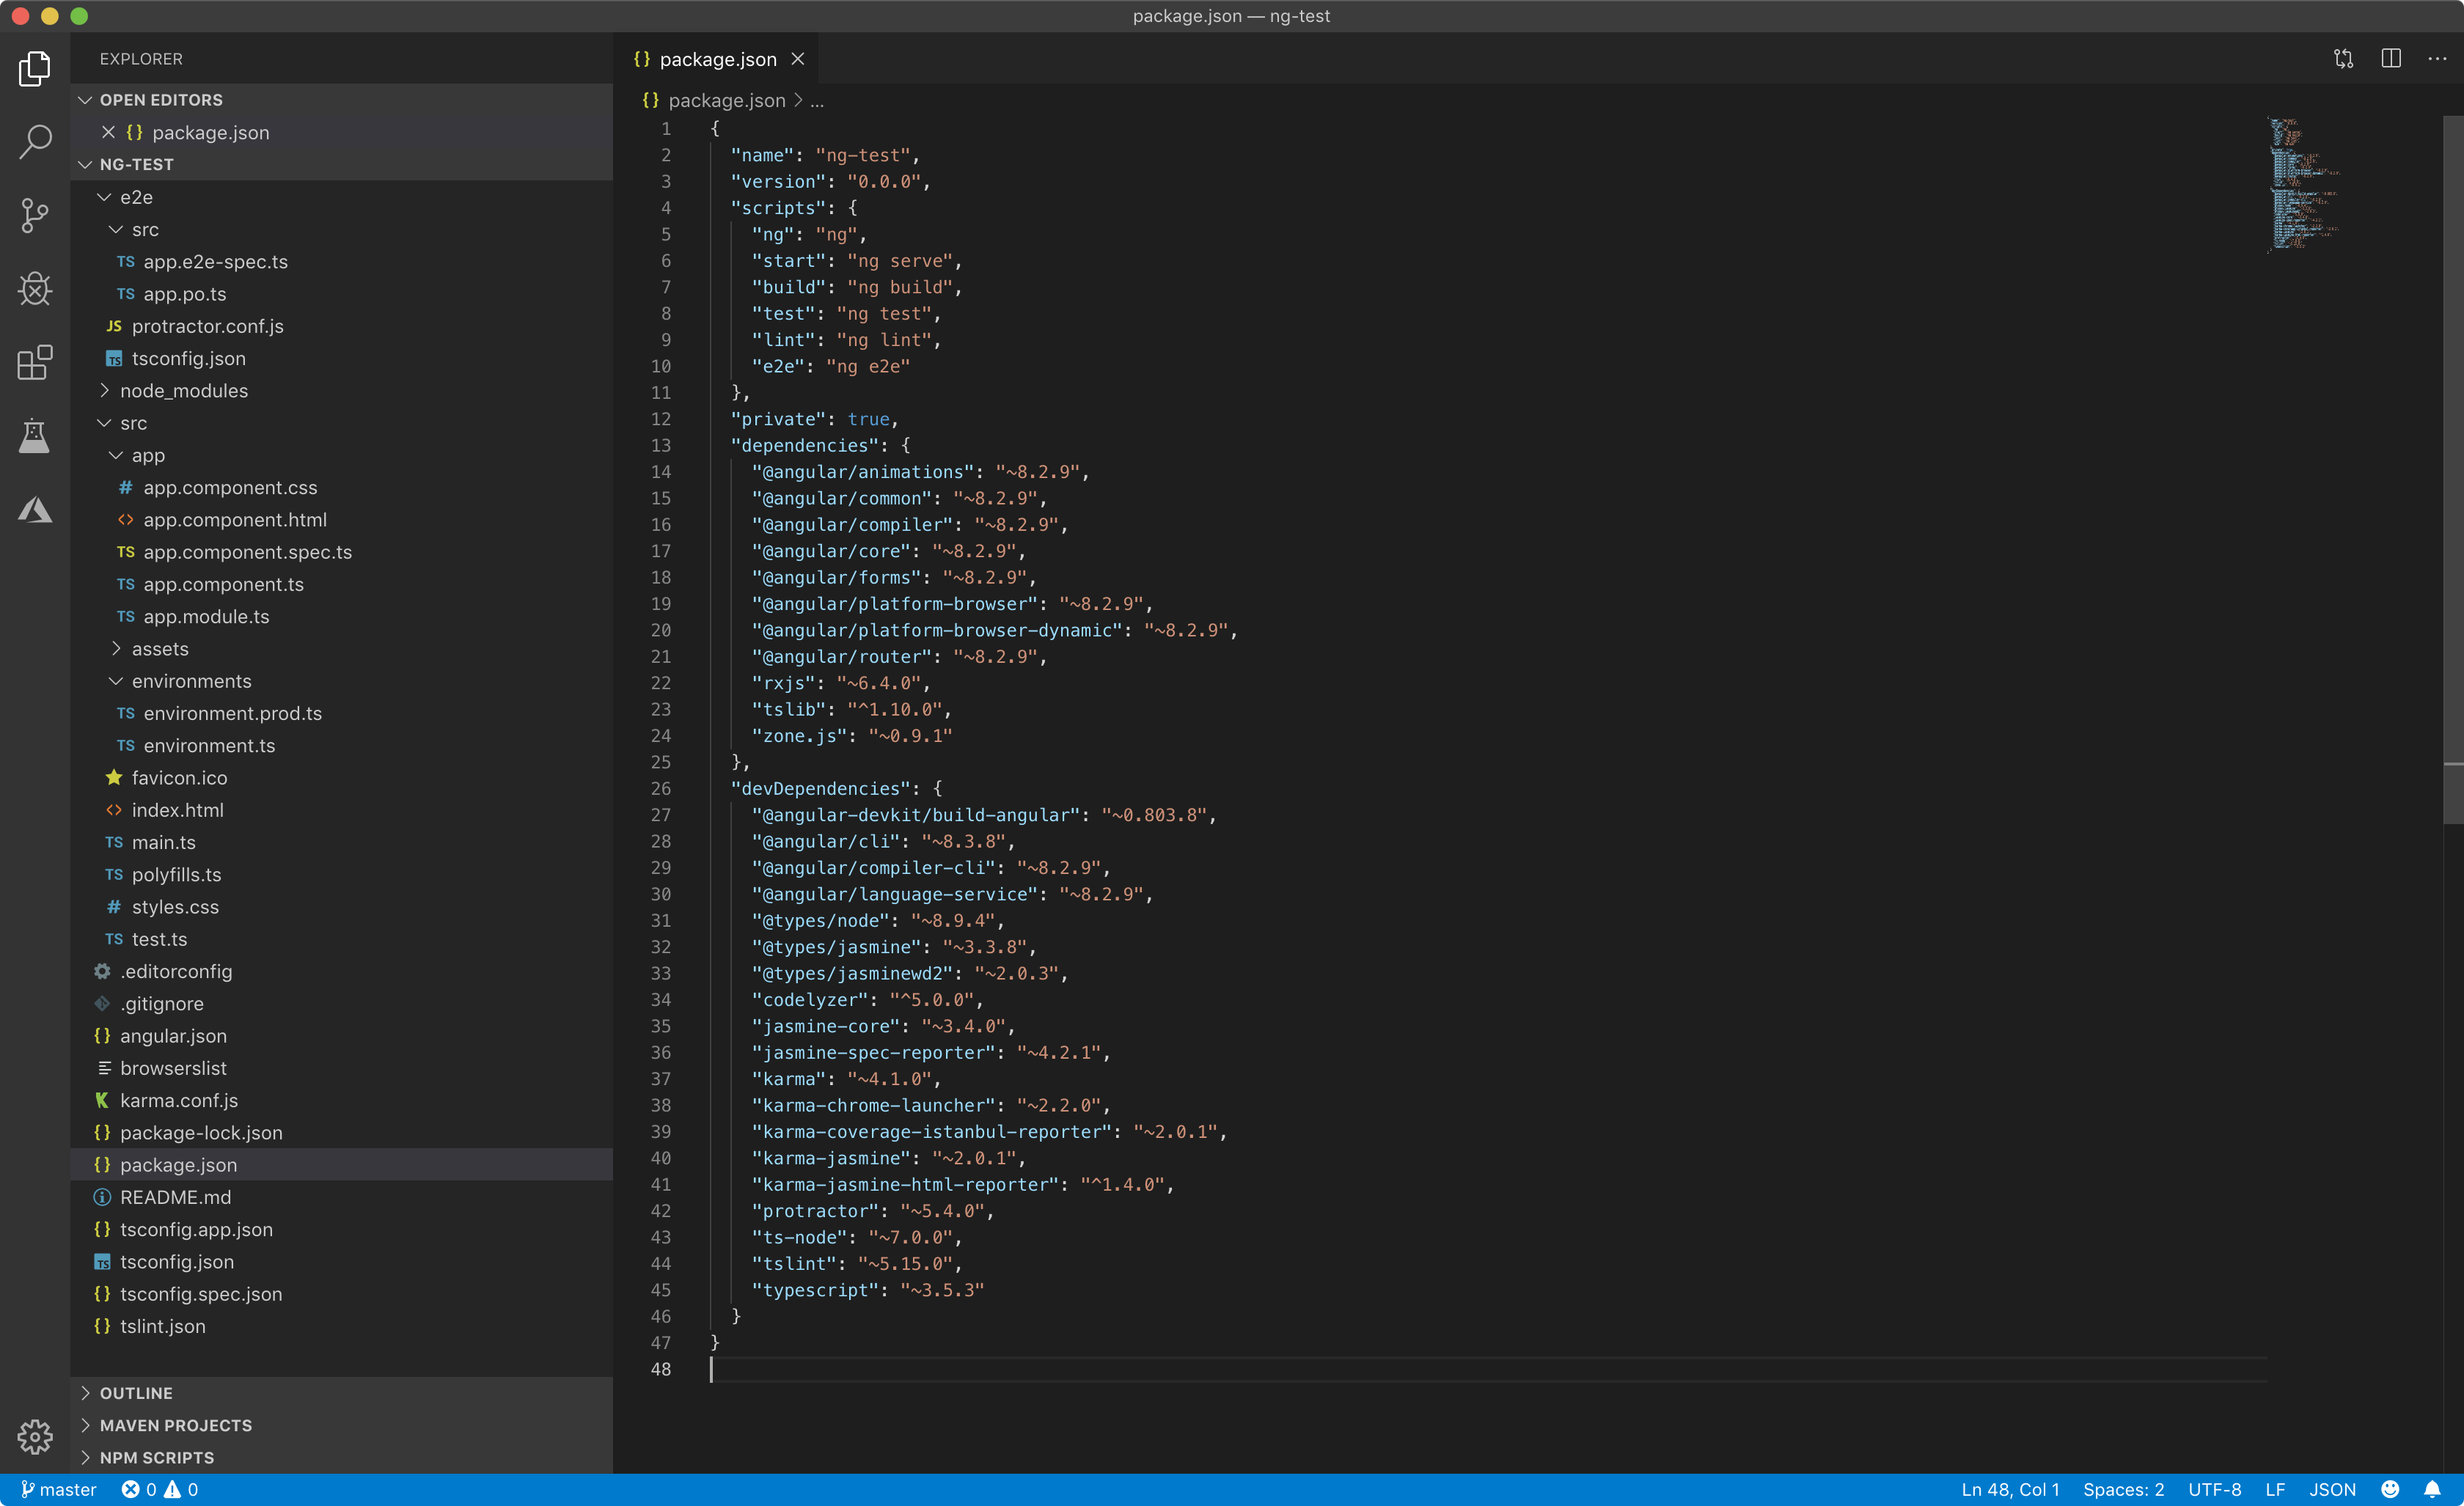 package.json — ng-test
EXPLORER
OPEN EDITORS
package.json
NG-TEST
e2e
src
TS app.e2e-spec.ts
TS app.po.ts
JS protractor.conf.js
TS tsconfig.json
node_modules
src
app
# app.component.css
<> app.component.html
TS app.component.spec.ts
TS app.component.ts
TS app.module.ts
assets
environments
TS environment.prod.ts
TS environment.ts
favicon.ico
<> index.html
TS main.ts
TS polyfills.ts
# styles.css
TS test.ts
.editorconfig
.gitignore
{} angular.json
browserslist
karma.conf.js
{} package-lock.json
{} package.json
README.md
{} tsconfig.app.json
TS tsconfig.json
{} tsconfig.spec.json
{} tslint.json
OUTLINE
MAVEN PROJECTS
NPM SCRIPTS
{} package.json
{} package.json > ...
1 {
2 "name": "ng-test",
3 "version": "0.0.0",
4 "scripts": {
5 "ng": "ng",
6 "start": "ng serve",
7 "build": "ng build",
8 "test": "ng test",
9 "lint": "ng lint",
10 "e2e": "ng e2e"
11 },
12 "private": true,
13 "dependencies": {
14 "@angular/animations": "~8.2.9",
15 "@angular/common": "~8.2.9",
16 "@angular/compiler": "~8.2.9",
17 "@angular/core": "~8.2.9",
18 "@angular/forms": "~8.2.9",
19 "@angular/platform-browser": "~8.2.9",
20 "@angular/platform-browser-dynamic": "~8.2.9",
21 "@angular/router": "~8.2.9",
22 "rxjs": "~6.4.0",
23 "tslib": "^1.10.0",
24 "zone.js": "~0.9.1"
25 },
26 "devDependencies": {
27 "@angular-devkit/build-angular": "~0.803.8",
28 "@angular/cli": "~8.3.8",
29 "@angular/compiler-cli": "~8.2.9",
30 "@angular/language-service": "~8.2.9",
31 "@types/node": "~8.9.4",
32 "@types/jasmine": "~3.3.8",
33 "@types/jasminewd2": "~2.0.3",
34 "codelyzer": "^5.0.0",
35 "jasmine-core": "~3.4.0",
36 "jasmine-spec-reporter": "~4.2.1",
37 "karma": "~4.1.0",
38 "karma-chrome-launcher": "~2.2.0",
39 "karma-coverage-istanbul-reporter": "~2.0.1",
40 "karma-jasmine": "~2.0.1",
41 "karma-jasmine-html-reporter": "^1.4.0",
42 "protractor": "~5.4.0",
43 "ts-node": "~7.0.0",
44 "tslint": "~5.15.0",
45 "typescript": "~3.5.3"
46 }
47 }
48
master 0 0 Ln 48, Col 1 Spaces: 2 UTF-8 LF JSON